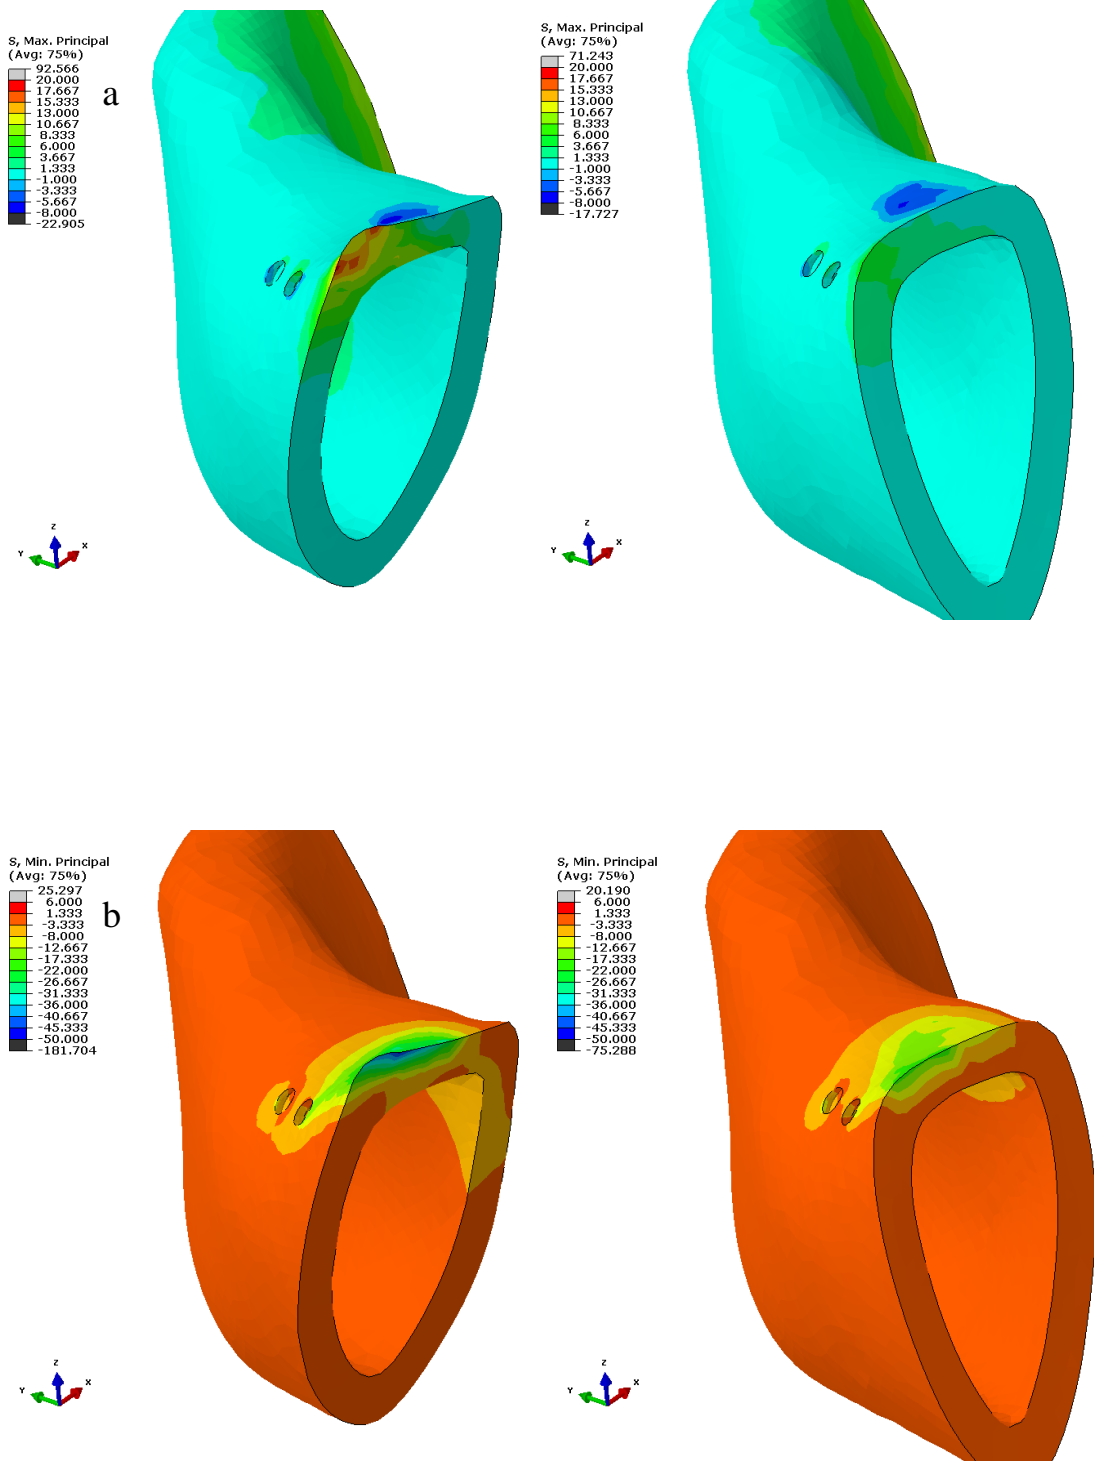 S, Max. Principal
(Avg: 75%)
92.566
20.000
17.667
15.333
13.000
10.667
8.333
6.000
3.667
1.333
-1.000
-3.333
-5.667
-8.000
-22.905
a
Z
Y
X
S, Max. Principal
(Avg: 75%)
71.243
20.000
17.667
15.333
13.000
10.667
8.333
6.000
3.667
1.333
-1.000
-3.333
-5.667
-8.000
-17.727
Z
Y
X
S, Min. Principal
(Avg: 75%)
25.297
6.000
1.333
-3.333
-8.000
-12.667
-17.333
-22.000
-26.667
-31.333
-36.000
-40.667
-45.333
-50.000
-181.704
b
Z
Y
X
S, Min. Principal
(Avg: 75%)
20.190
6.000
1.333
-3.333
-8.000
-12.667
-17.333
-22.000
-26.667
-31.333
-36.000
-40.667
-45.333
-50.000
-75.288
Z
Y
X